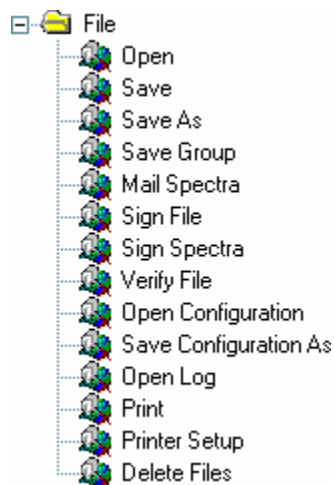 File
Open
Save
Save As
Save Group
Mail Spectra
Sign File
Sign Spectra
Verify File
Open Configuration
Save Configuration As
Open Log
Print
Printer Setup
Delete Files